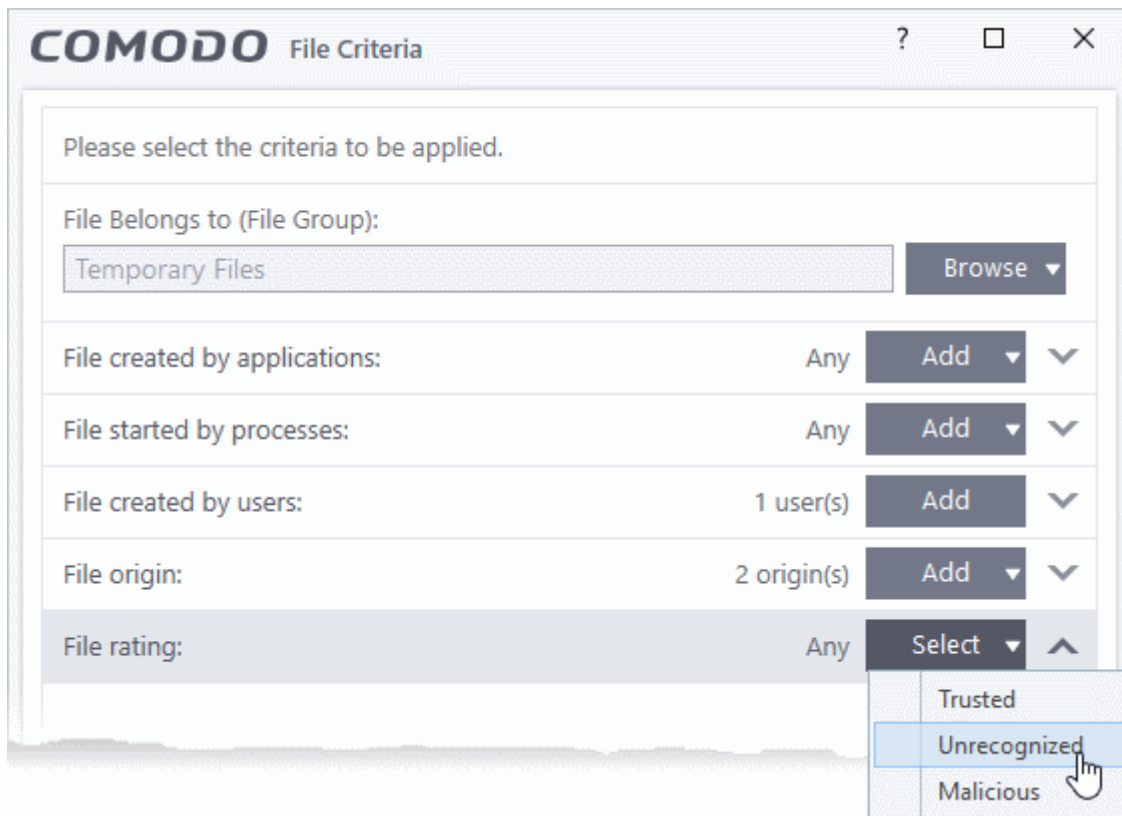 COMODO File Criteria ?
Please select the criteria to be applied.
File Belongs to (File Group):
Temporary Files Browse
File created by applications: Any Add
File started by processes: Any Add
File created by users: 1 user(s) Add
File origin: 2 origin(s) Add
File rating: Any Select
Trusted
Unrecognized
Malicious